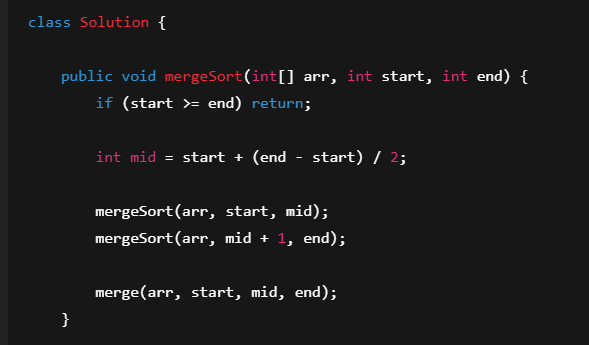 class Solution {
public void mergeSort(int[] arr, int start, int end) {
if (start >= end) return;
int mid = start + (end - start) / 2;
mergeSort(arr, start, mid);
mergeSort(arr, mid + 1, end);
merge(arr, start, mid, end);
}